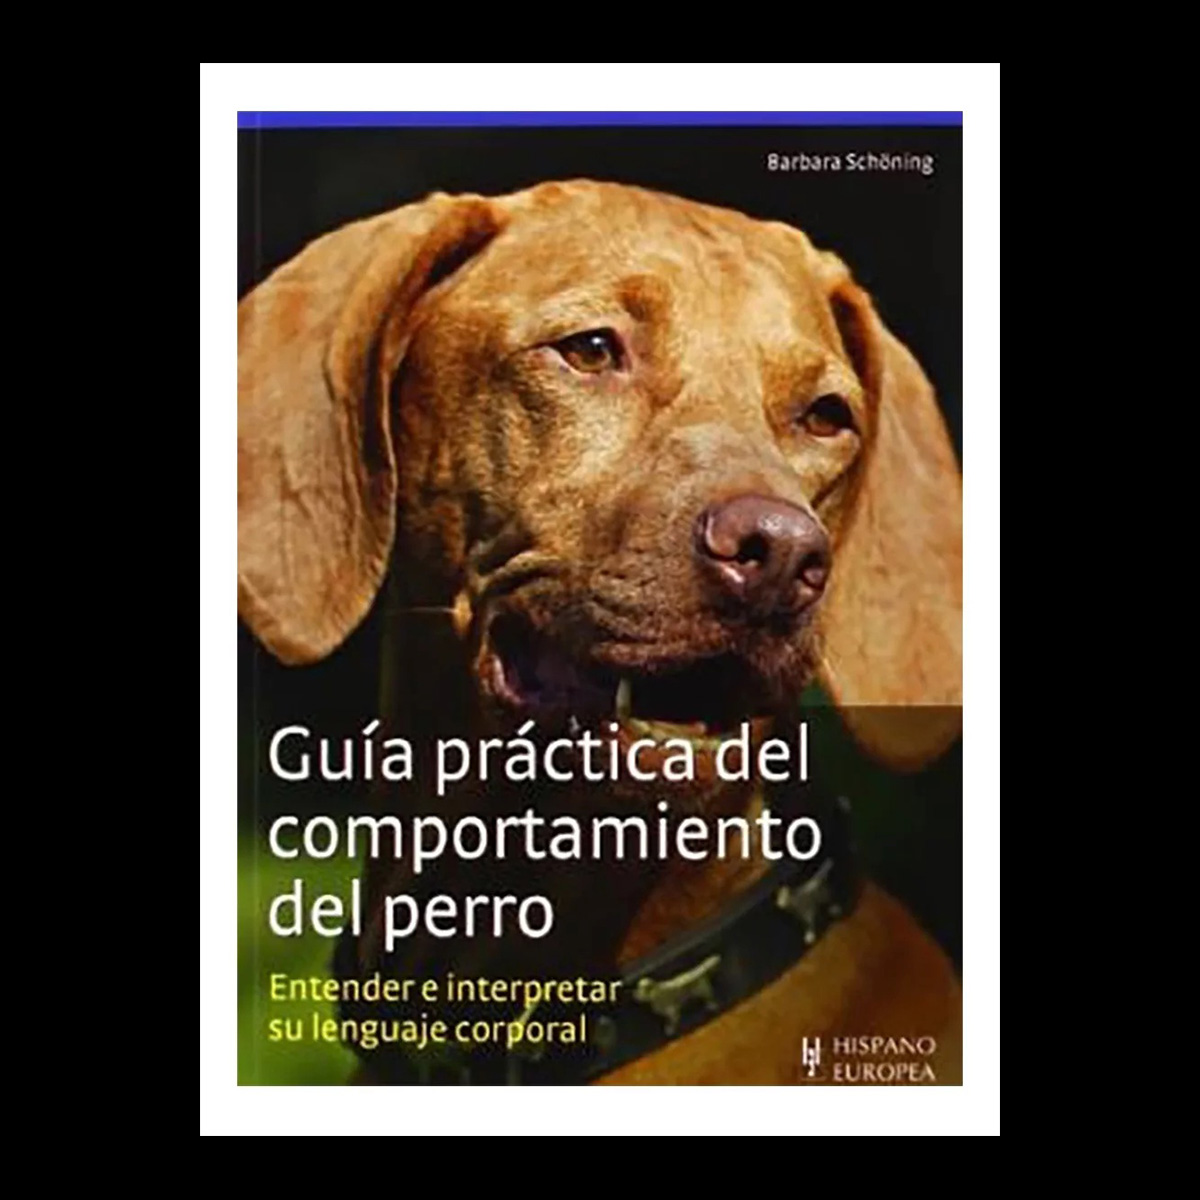 Barbara Schöning
Guía práctica del
comportamiento
del perro
Entender e interpretar
su lenguaje corporal
HISPANO
EUROPEA